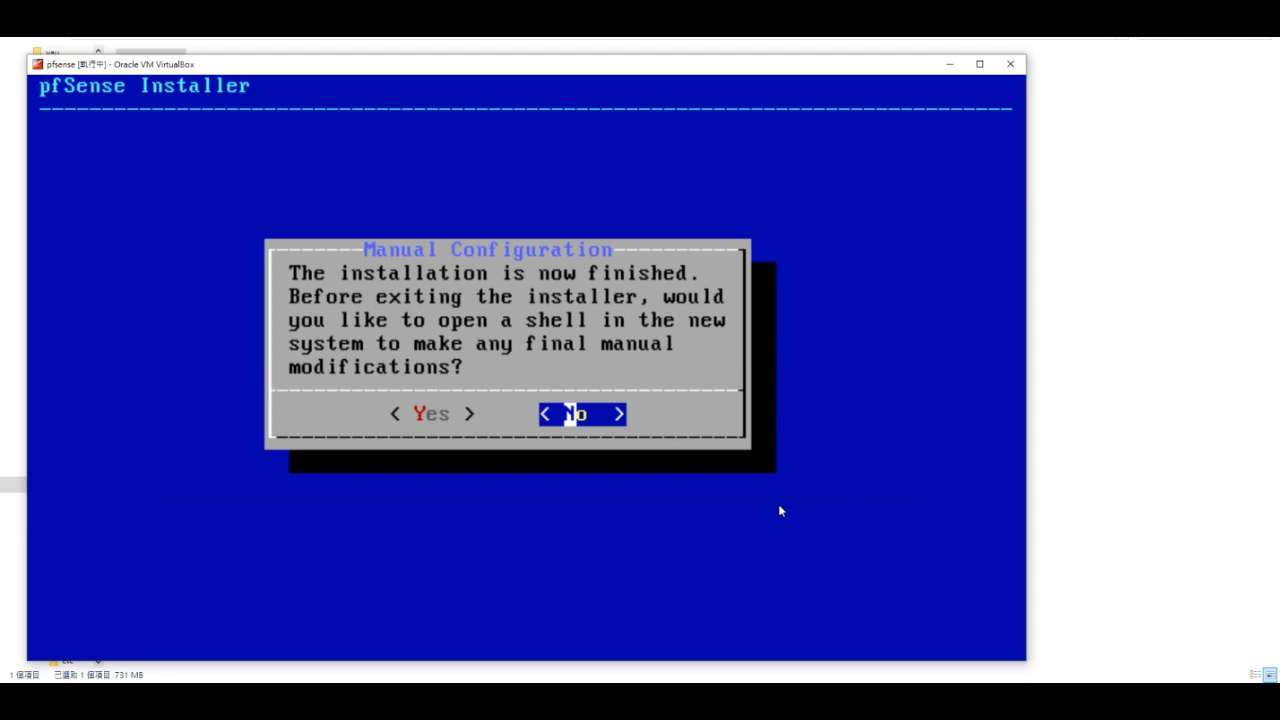 pfsense [執行中] - Oracle VM VirtualBox
pfSense Installer
Manual Configuration
The installation is now finished.
Before exiting the installer, would
you like to open a shell in the new
system to make any final manual
modifications?
< Yes > < No >
1 個項目 已選取 1 個項目 731 MB